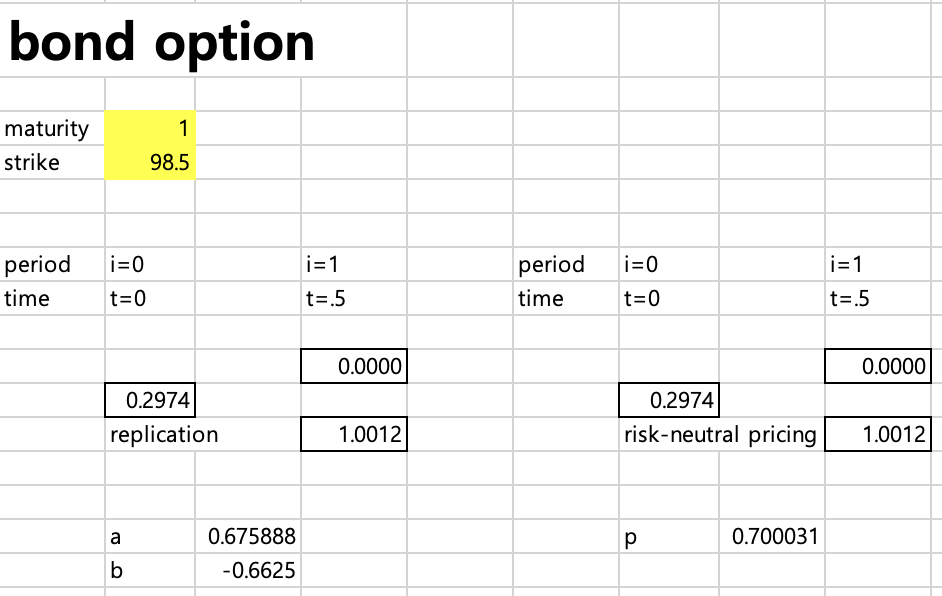 bond option
maturity 1
strike 98.5
period i=0 i=1 period i=0 i=1
time t=0 t=.5 time t=0 t=.5
0.0000 0.0000
0.2974 0.2974
replication 1.0012 risk-neutral pricing 1.0012
a 0.675888 p 0.700031
b -0.6625